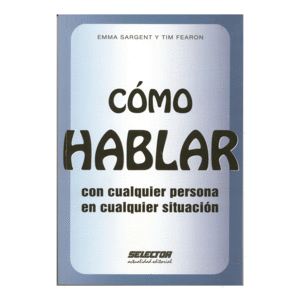 EMMA SARGENT Y TIM FEARON
CÓMO
HABLAR
con cualquier persona
en cualquier situación
SELECTOR
actualidad editorial